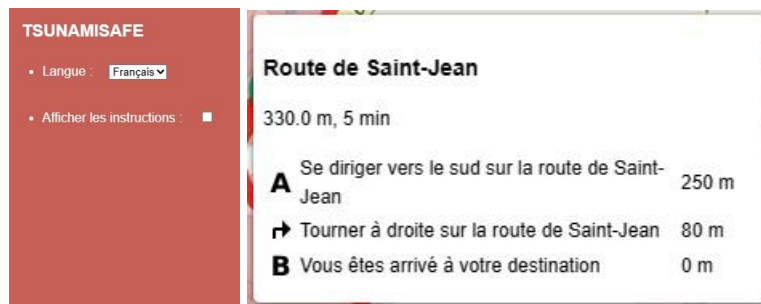 TSUNAMISAFE
Langue : Français
Afficher les instructions :
Route de Saint-Jean
330.0 m, 5 min
A Se diriger vers le sud sur la route de Saint-
Jean 250 m
Tourner à droite sur la route de Saint-Jean 80 m
B Vous êtes arrivé à votre destination 0 m